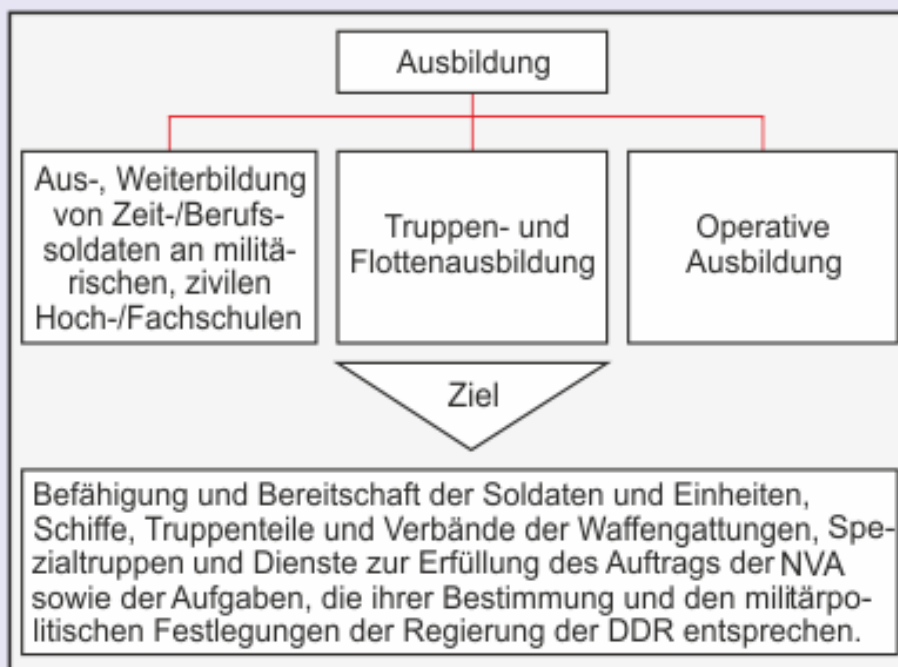 Ausbildung
Aus-, Weiterbildung
von Zeit-/Berufs-
soldaten an militä-
rischen, zivilen
Hoch-/Fachschulen
Truppen- und
Flottenausbildung
Operative
Ausbildung
Ziel
Befähigung und Bereitschaft der Soldaten und Einheiten,
Schiffe, Truppenteile und Verbände der Waffengattungen, Spe-
zialtruppen und Dienste zur Erfüllung des Auftrags der NVA
sowie der Aufgaben, die ihrer Bestimmung und den militärpo-
litischen Festlegungen der Regierung der DDR entsprechen.